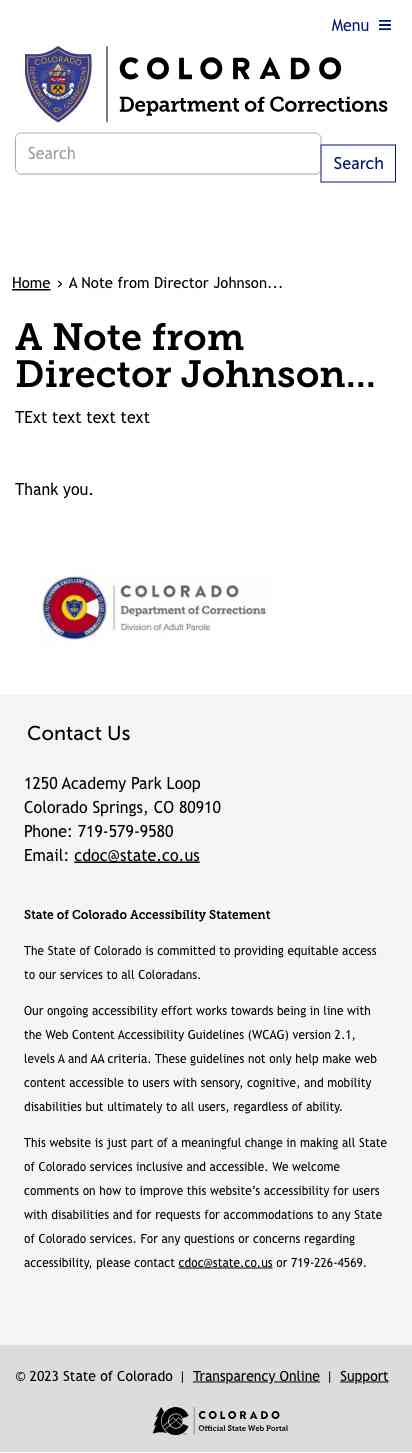 Menu
COLORADO
COLORADO
Department of Corrections
Search
Search
Home › A Note from Director Johnson...
A Note from
Director Johnson...
TExt text text text
Thank you.
COLORADO
Department of Corrections
Division of Adult Parole
Contact Us
1250 Academy Park Loop
Colorado Springs, CO 80910
Phone: 719-579-9580
Email: cdoc@state.co.us
State of Colorado Accessibility Statement
The State of Colorado is committed to providing equitable access
to our services to all Coloradans.
Our ongoing accessibility effort works towards being in line with
the Web Content Accessibility Guidelines (WCAG) version 2.1,
levels A and AA criteria. These guidelines not only help make web
content accessible to users with sensory, cognitive, and mobility
disabilities but ultimately to all users, regardless of ability.
This website is just part of a meaningful change in making all State
of Colorado services inclusive and accessible. We welcome
comments on how to improve this website’s accessibility for users
with disabilities and for requests for accommodations to any State
of Colorado services. For any questions or concerns regarding
accessibility, please contact cdoc@state.co.us or 719-226-4569.
© 2023 State of Colorado | Transparency Online | Support
COLORADO
Official State Web Portal